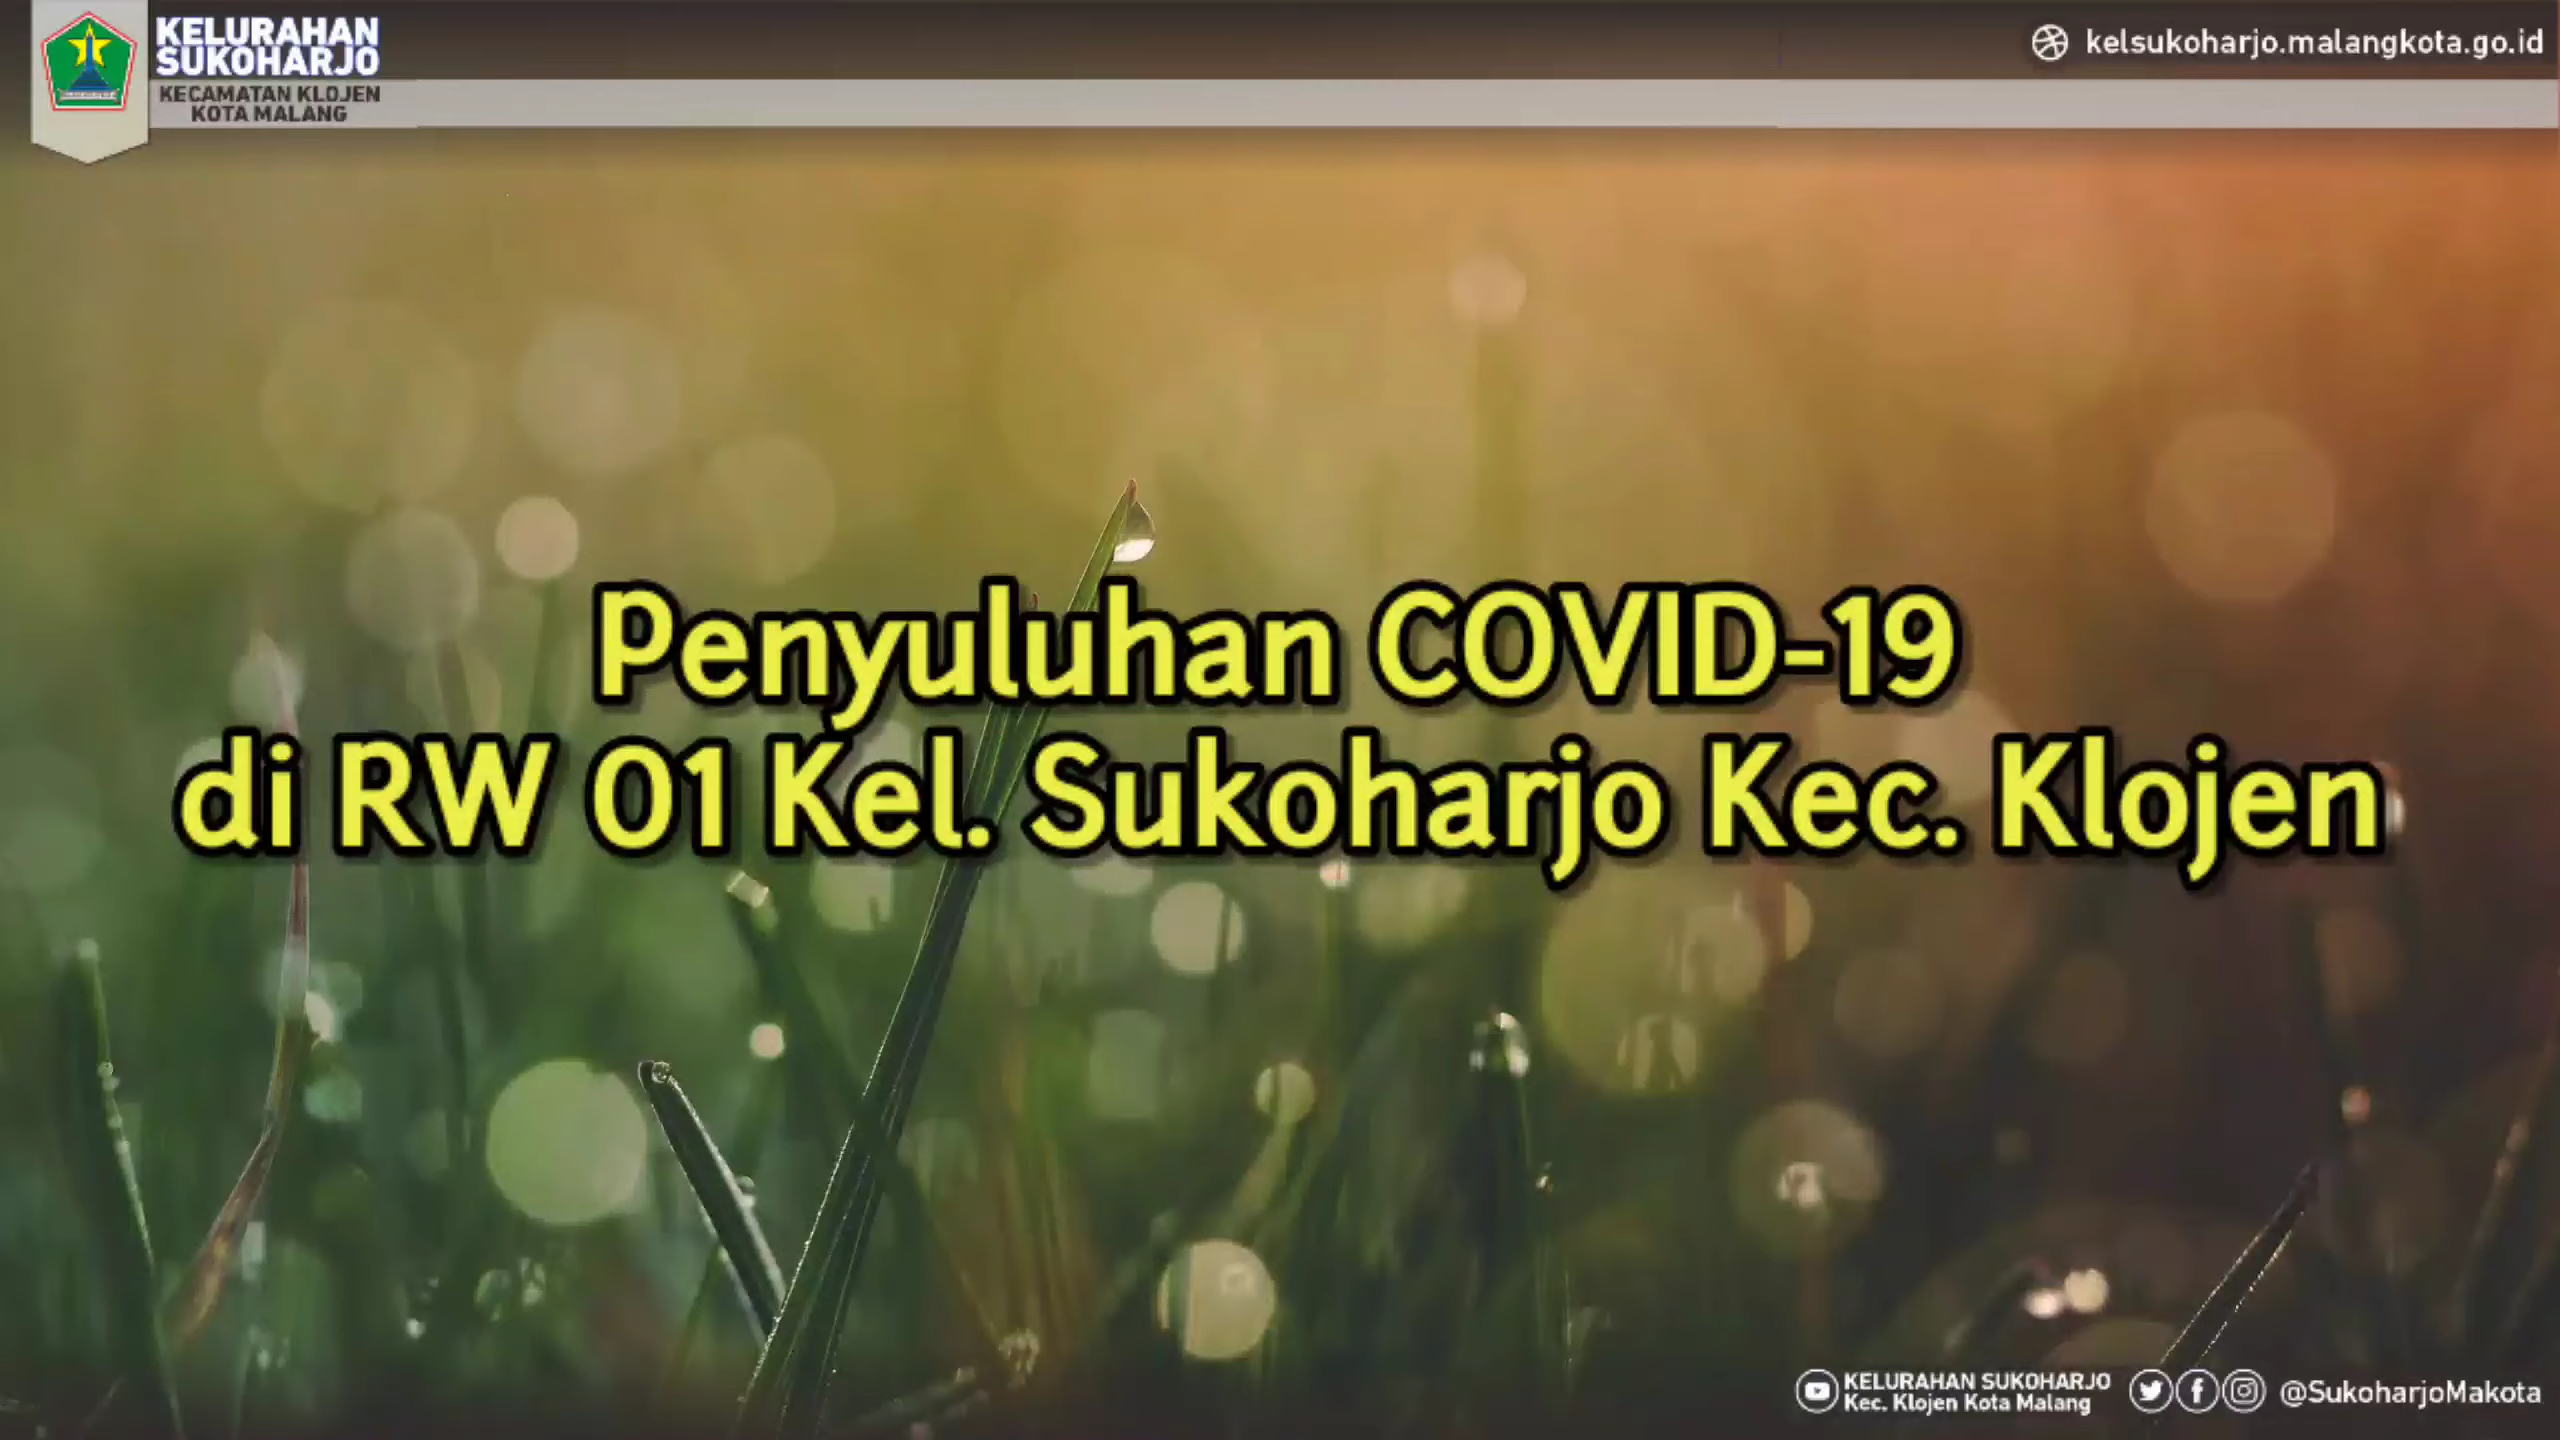 KELURAHAN
SUKOHARJO
KECAMATAN KLOJEN
KOTA MALANG
kelsukoharjo.malangkota.go.id
Penyuluhan COVID-19
di RW 01 Kel. Sukoharjo Kec. Klojen
KELURAHAN SUKOHARJO
Kec. Klojen Kota Malang
@SukoharjoMakota